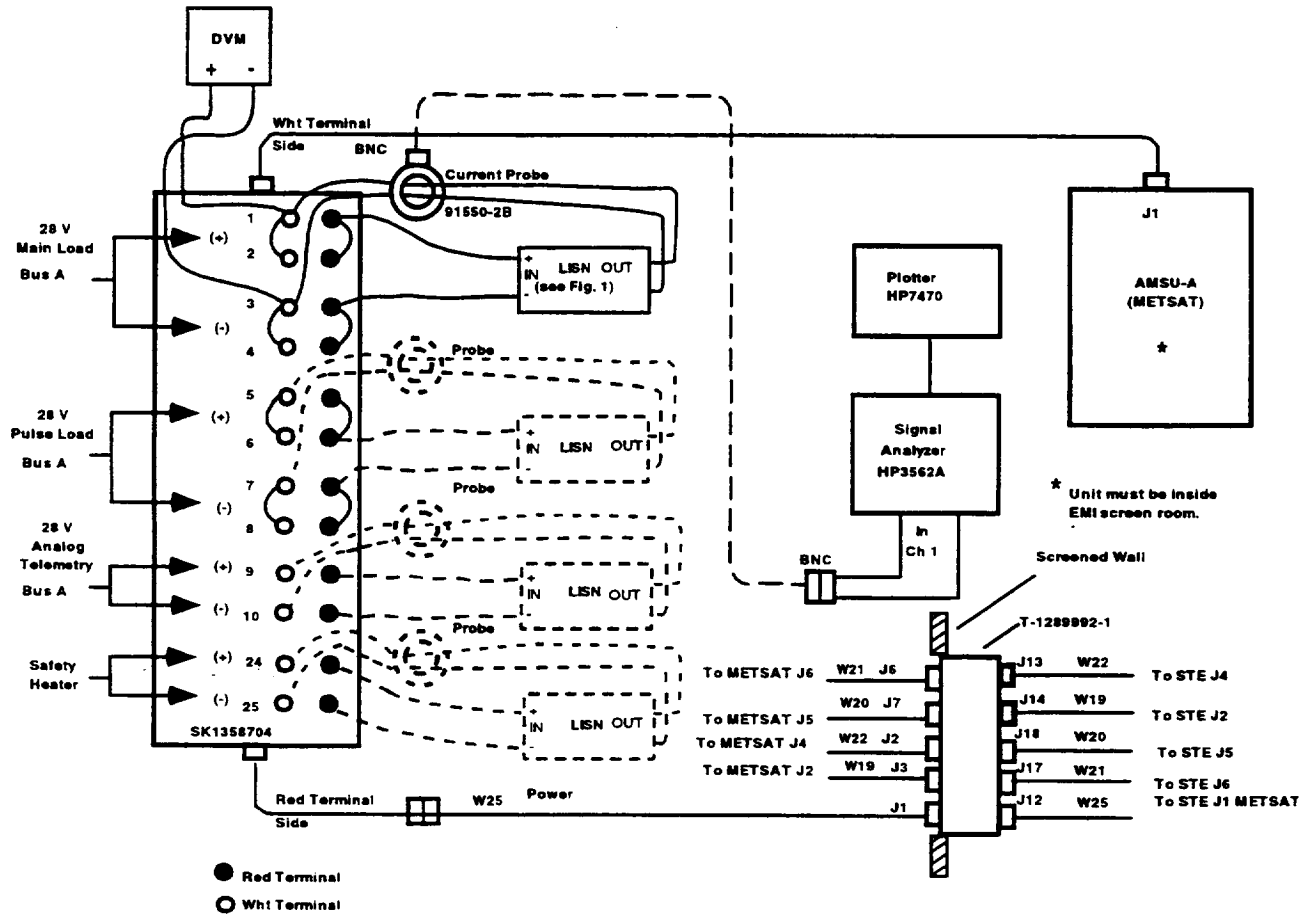 DVM
+ -
Wht Terminal
Side
BNC
Current Probe
91550-2B
28 V
Main Load
Bus A
(+)
(-)
1
2
3
4
+
IN LISN OUT
(see Fig. 1)
-
J1
AMSU-A
(METSAT)
*
Plotter
HP7470
Probe
28 V
Pulse Load
Bus A
(+)
(-)
5
6
7
8
+
IN LISN OUT
-
Signal
Analyzer
HP3562A
* Unit must be inside
EMI screen room.
Probe
28 V
Analog
Telemetry
Bus A
(+)
(-)
9
10
+
IN LISN OUT
-
In
Ch 1
BNC
Screened Wall
T-1289992-1
Probe
Safety
Heater
(+)
(-)
24
25
+
IN LISN OUT
-
SK1358704
To METSAT J6 W21 J6
To METSAT J5 W20 J7
To METSAT J4 W22 J2
To METSAT J2 W19 J3
J1
J13 W22 To STE J4
J14 W19 To STE J2
J18 W20 To STE J5
J17 W21 To STE J6
J12 W25 To STE J1 METSAT
Red Terminal
Side
W25 Power
Red Terminal
Wht Terminal